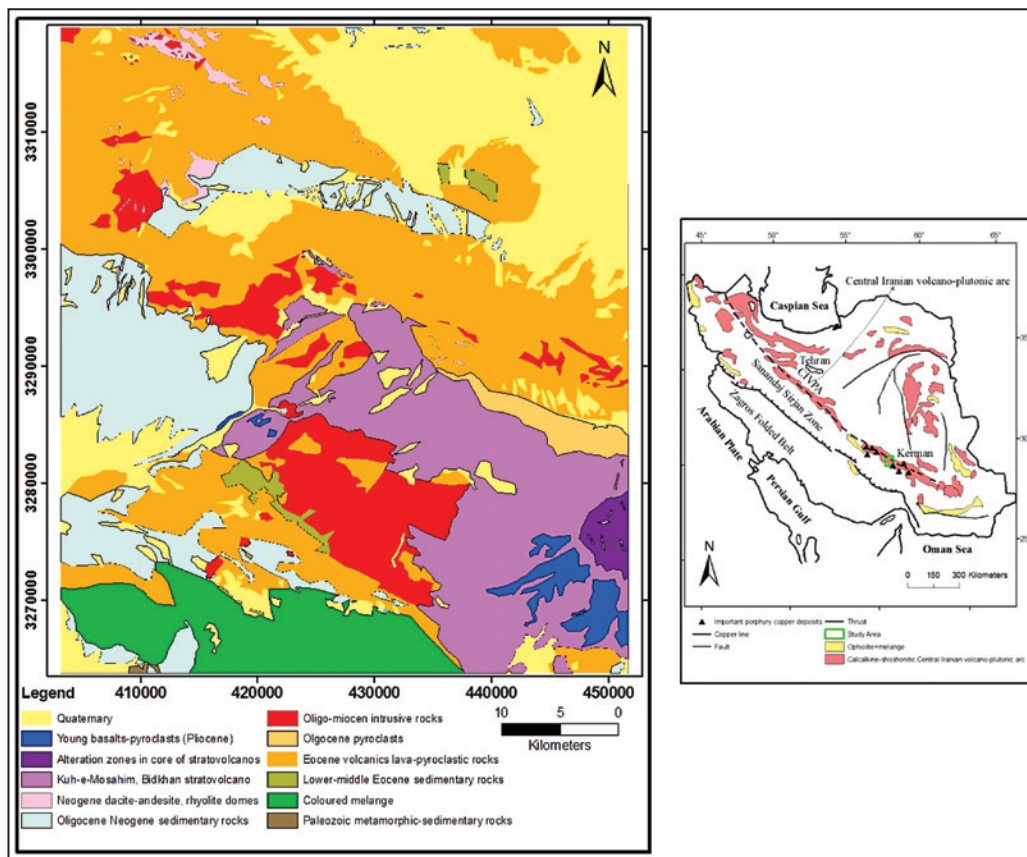 N
3310000
3300000
3290000
3280000
3270000
410000 420000 430000 440000 450000
Legend
Quaternary
Young basalts-pyroclasts (Pliocene)
Alteration zones in core of stratovolcanos
Kuh-e-Mosahim, Bidkhan stratovolcano
Neogene dacite-andesite, rhyolite domes
Oligocene Neogene sedimentary rocks
Oligo-miocen intrusive rocks
Olgocene pyroclasts
Eocene volcanics lava-pyroclastic rocks
Lower-middle Eocene sedimentary rocks
Coloured melange
Paleozoic metamorphic-sedimentary rocks
10 5 0
Kilometers
45° 50° 55° 60° 65°
Central Iranian volcano-plutonic arc
Caspian Sea
Tehran
CIVPA
Sanandaj Sirjan Zone
Zagros Folded Belt
Arabian Plate
Kerman
Persian Gulf
Oman Sea
N
0 150 300 Kilometers
Important porphyry copper deposits
Copper line
Fault
Thrust
Study Area
Ophiolite+melange
Calcalkine-shoshonitic Central Iranian volcano-plutonic arc